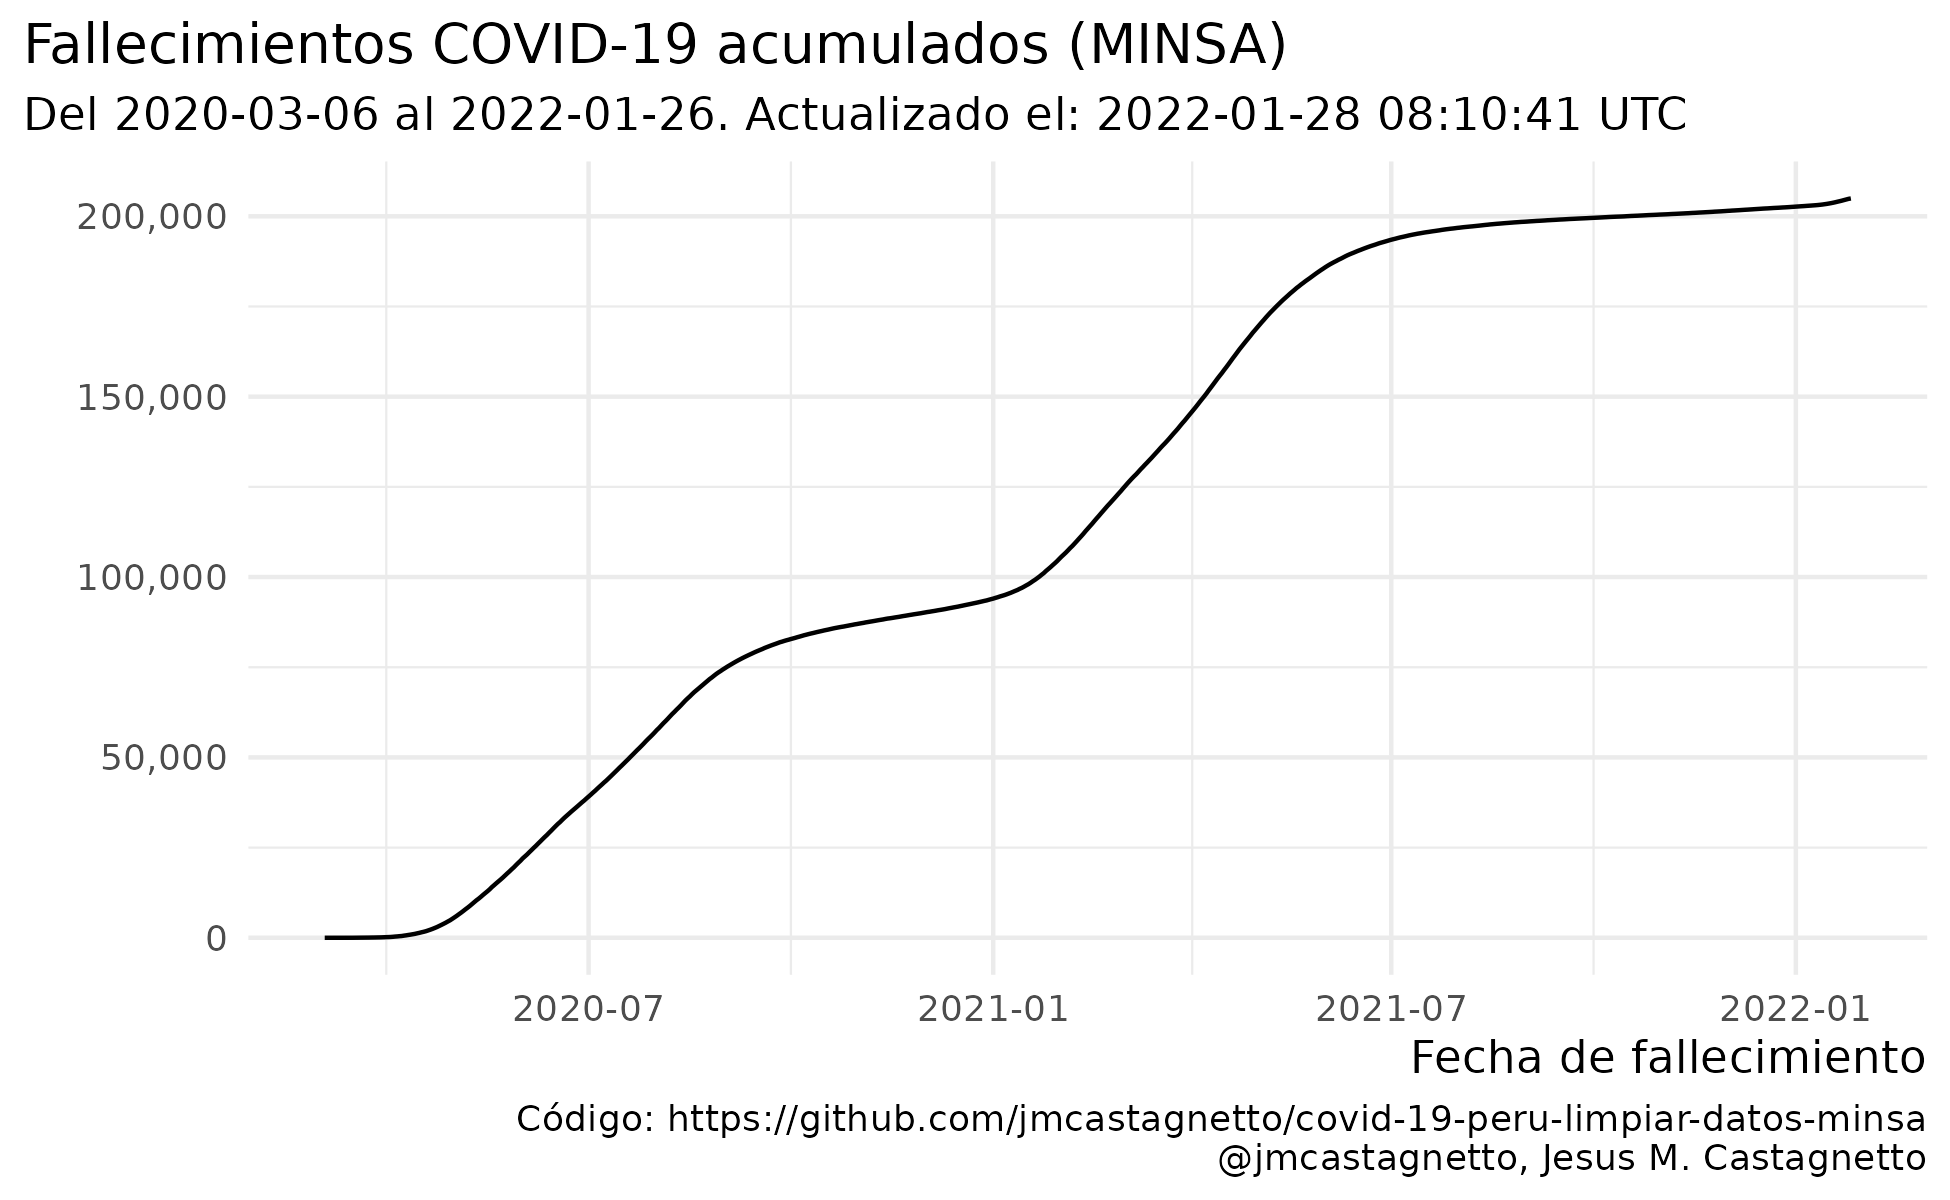 Fallecimientos COVID-19 acumulados (MINSA)
Del 2020-03-06 al 2022-01-26. Actualizado el: 2022-01-28 08:10:41 UTC
200,000
150,000
100,000
50,000
0
2020-07
2021-01
2021-07
2022-01
Fecha de fallecimiento
Código: https://github.com/jmcastagnetto/covid-19-peru-limpiar-datos-minsa
@jmcastagnetto, Jesus M. Castagnetto